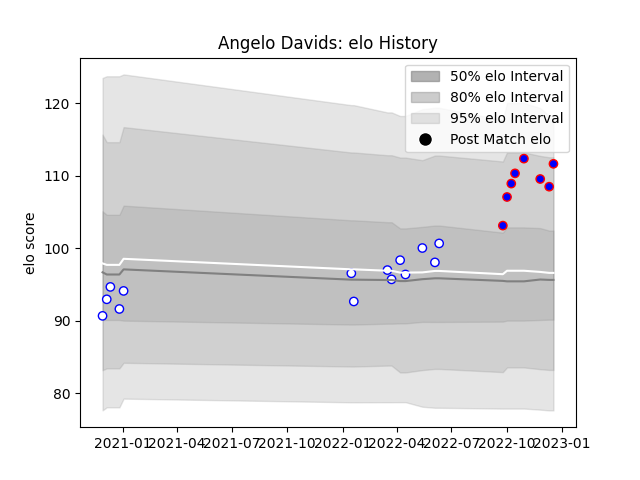 Angelo Davids: elo History
50% elo Interval
80% elo Interval
95% elo Interval
Post Match elo
elo score
120
110
100
90
80
2021-01
2021-04
2021-07
2021-10
2022-01
2022-04
2022-07
2022-10
2023-01